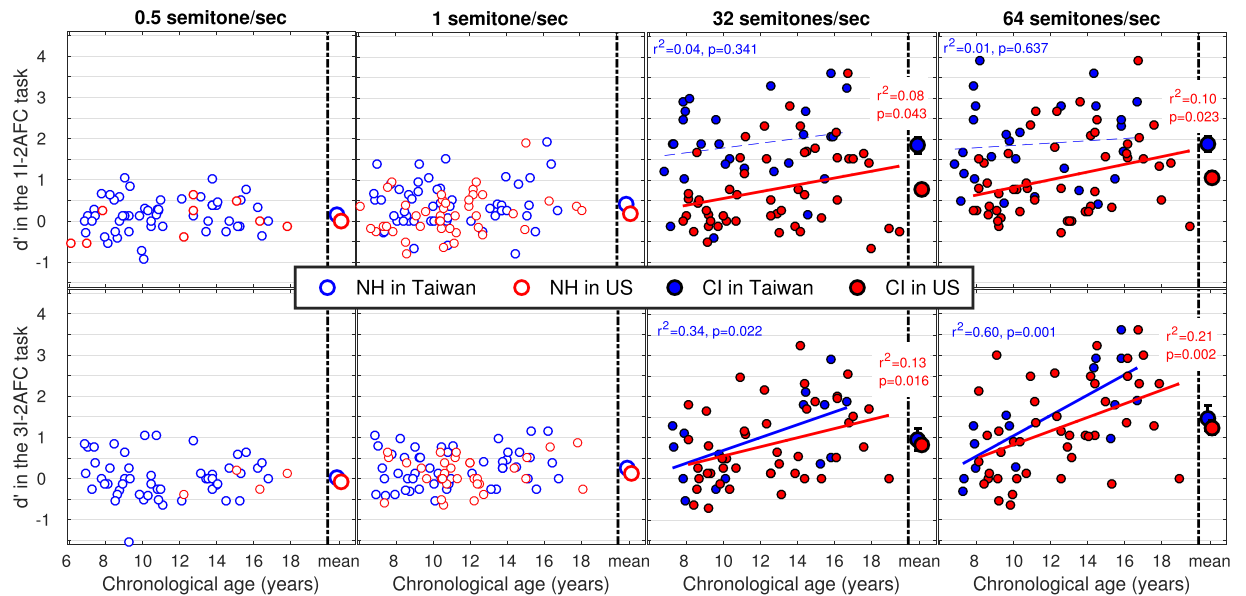 0.5 semitone/sec
1 semitone/sec
32 semitones/sec
64 semitones/sec
d' in the 1I-2AFC task
4
3
2
1
0
-1
r²=0.04, p=0.341
r²=0.08
p=0.043
r²=0.01, p=0.637
r²=0.10
p=0.023
NH in Taiwan
NH in US
CI in Taiwan
CI in US
d' in the 3I-2AFC task
4
3
2
1
0
-1
r²=0.34, p=0.022
r²=0.13
p=0.016
r²=0.60, p=0.001
r²=0.21
p=0.002
6 8 10 12 14 16 18 mean
8 10 12 14 16 18 mean
8 10 12 14 16 18 mean
8 10 12 14 16 18 mean
Chronological age (years)
Chronological age (years)
Chronological age (years)
Chronological age (years)